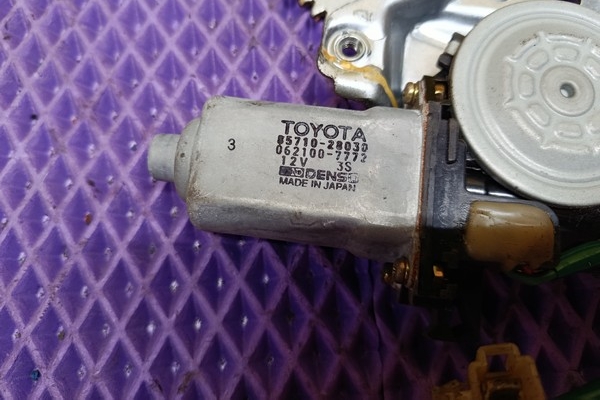 3
TOYOTA
85710-28030
062100-7772
12V 3S
DENSO
MADE IN JAPAN